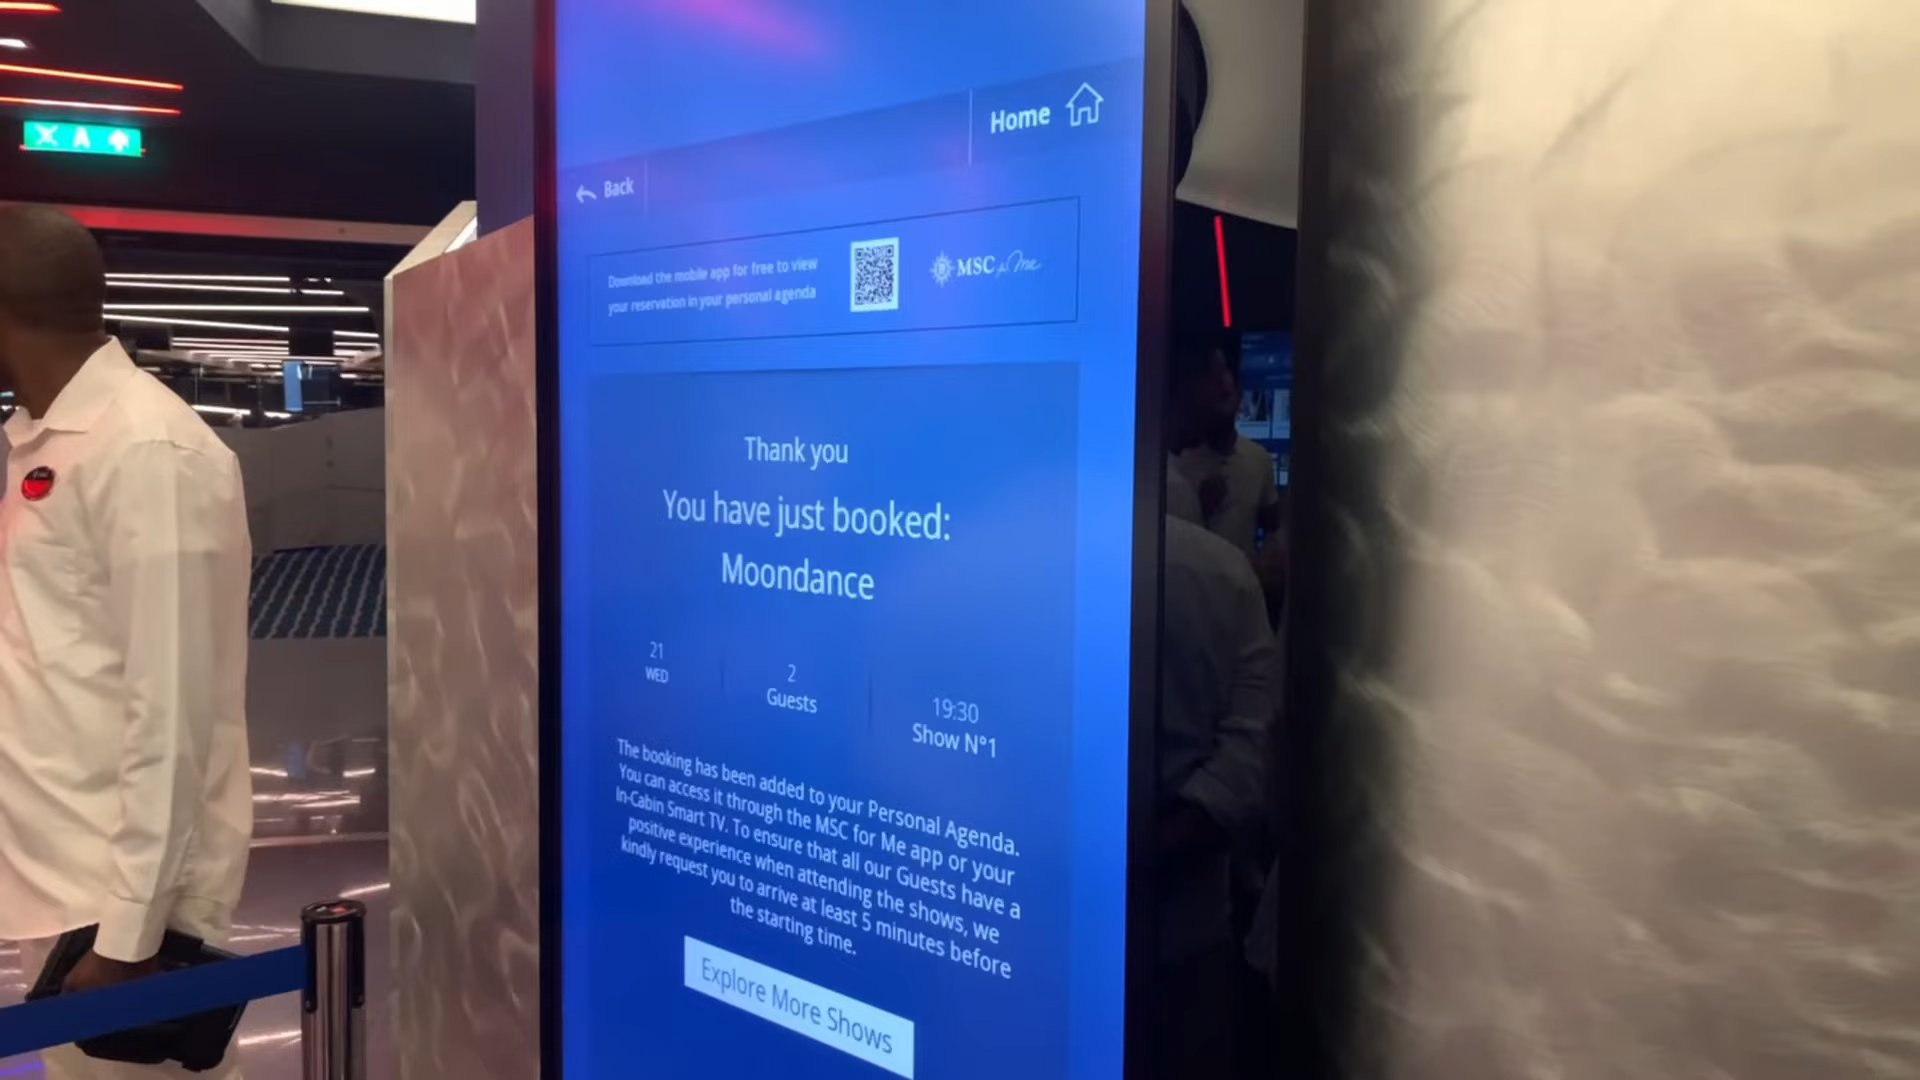 A
Home
Back
Download the mobile app for free to view
your reservation in your personal agenda
MSC for Me
Thank you
You have just booked:
Moondance
21
WED
2
Guests
19:30
Show N°1
The booking has been added to your Personal Agenda.
You can access it through the MSC for Me app or your
In-Cabin Smart TV. To ensure that all our Guests have a
positive experience when attending the shows, we
kindly request you to arrive at least 5 minutes before
the starting time.
Explore More Shows